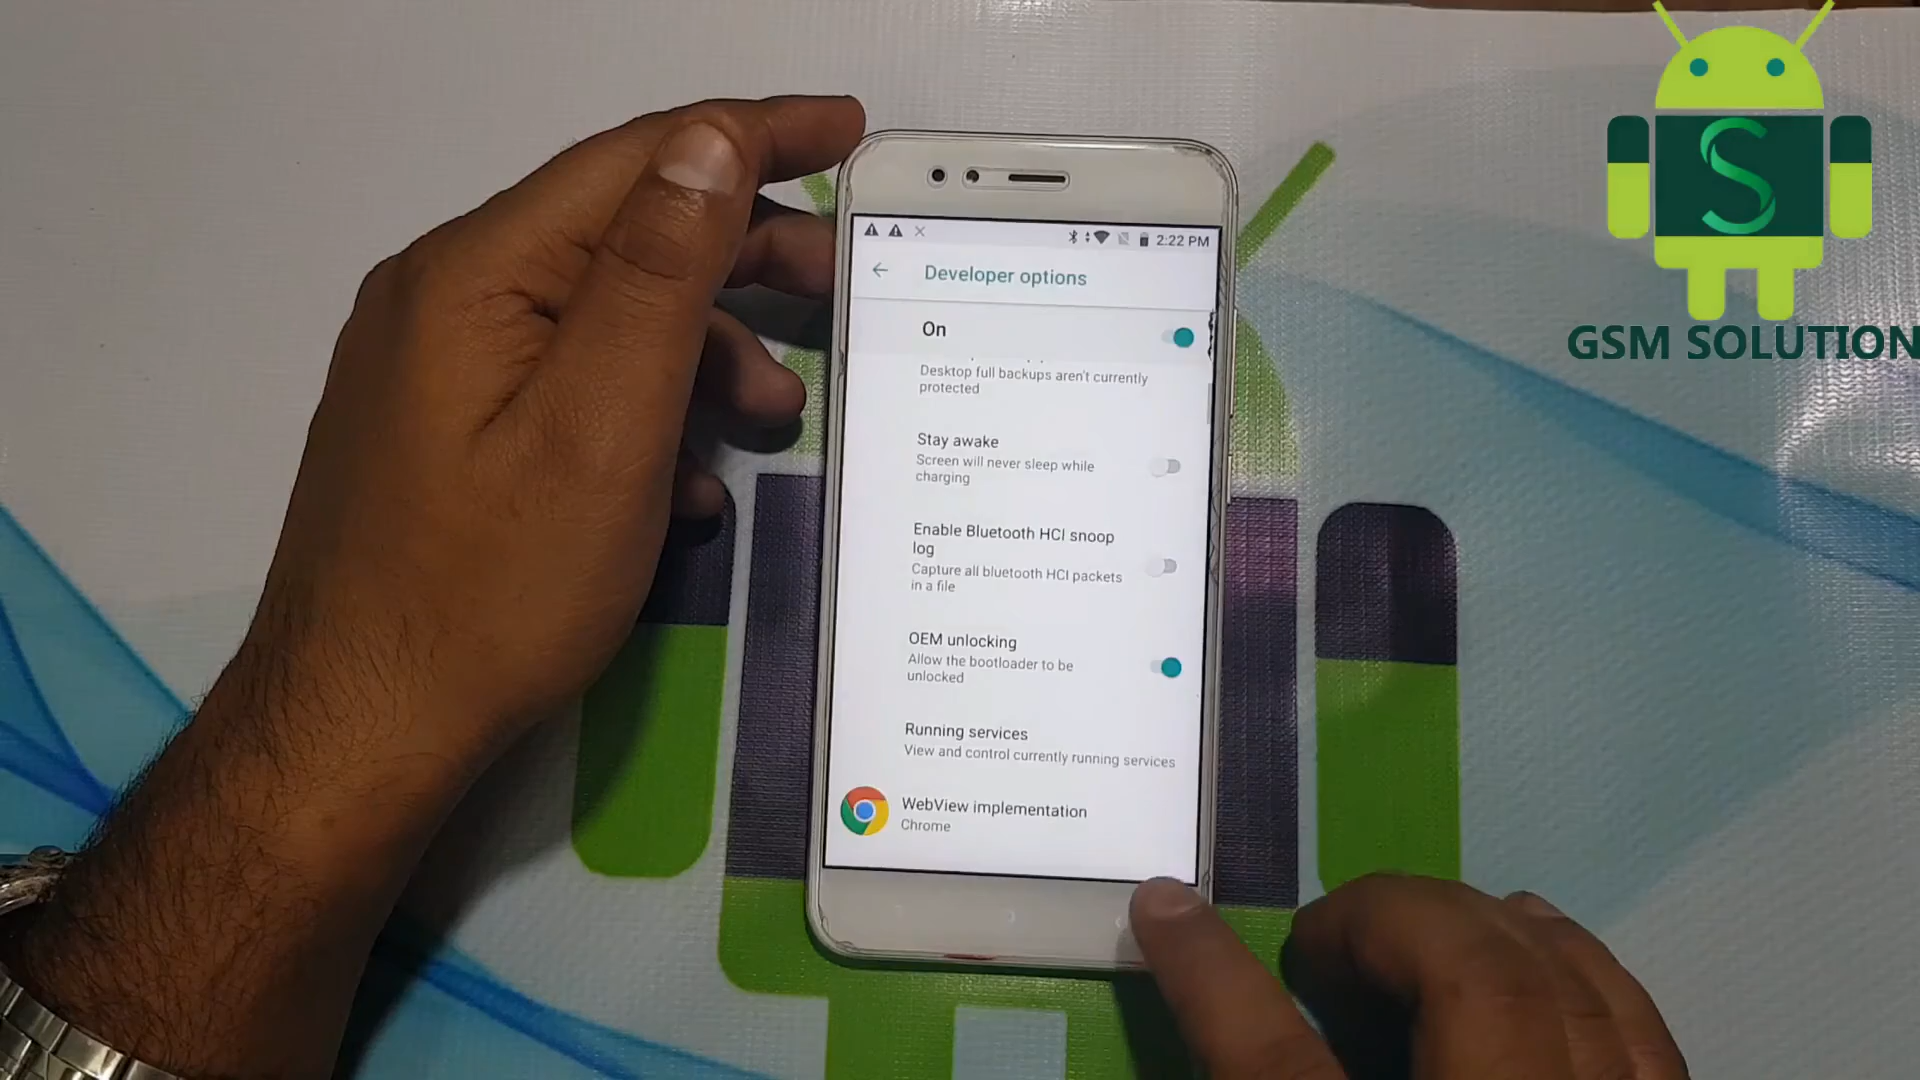 2:22 PM
Developer options
On
Desktop full backups aren't currently
protected
Stay awake
Screen will never sleep while
charging
Enable Bluetooth HCI snoop
log
Capture all bluetooth HCI packets
in a file
OEM unlocking
Allow the bootloader to be
unlocked
Running services
View and control currently running services
WebView implementation
Chrome
S
GSM SOLUTION